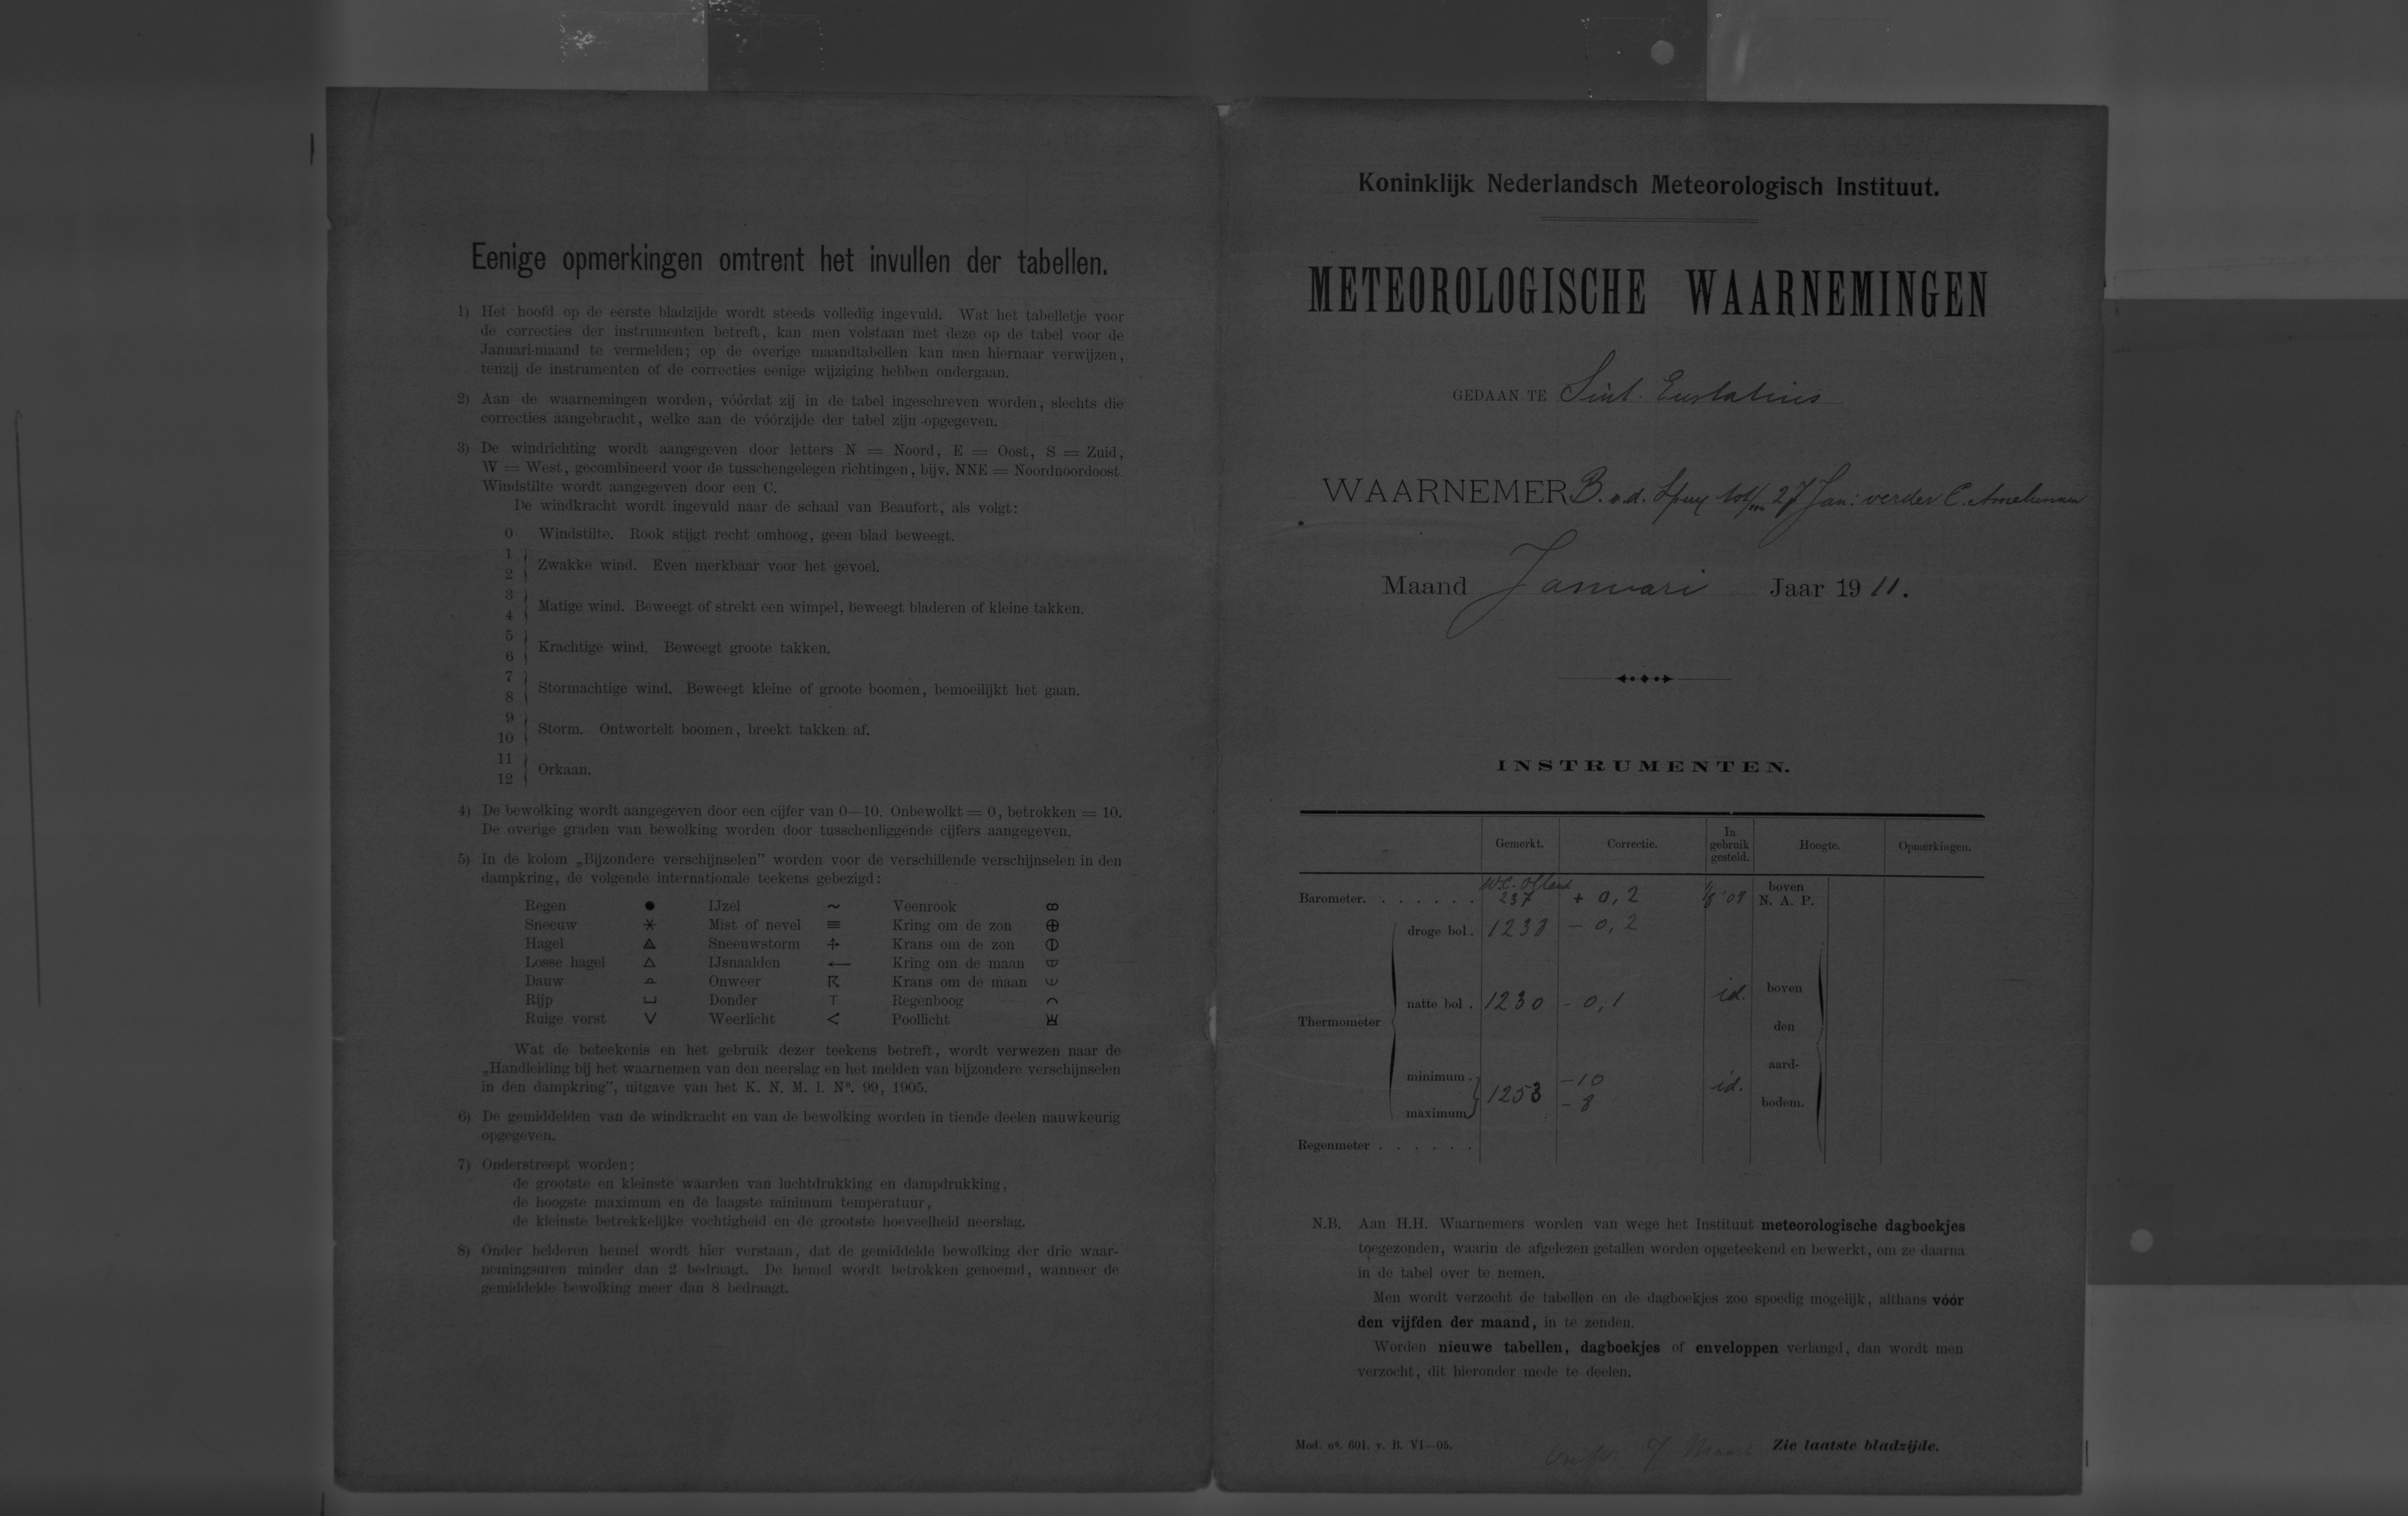 Eenige opmerkingen omtrent het invullen der tabellen.
1) Het hoofd op de eerste bladzijde wordt steeds volledig ingevuld. Wat het tabelletje voor
de correcties der instrumenten betreft, kan men volstaan met deze op de tabel voor de
Januari-maand te vermelden; op de overige maandtabellen kan men hiernaar verwijzen,
tenzij de instrumenten of de correcties eenige wijziging hebben ondergaan.
2) Aan de waarnemingen worden, vóórdat zij in de tabel ingeschreven worden, slechts die
correcties aangebracht, welke aan de vóórzijde der tabel zijn opgegeven.
3) De windrichting wordt aangegeven door letters N = Noord, E = Oost, S = Zuid,
W = West, gecombineerd voor de tusschengelegen richtingen, bijv. NNE = Noordnoordoost.
Windstilte wordt aangegeven door een C.
De windkracht wordt ingevuld naar de schaal van Beaufort, als volgt:
0 Windstilte. Rook stijgt recht omhoog, geen blad beweegt.
1
2 } Zwakke wind. Even merkbaar voor het gevoel.
3
4 } Matige wind. Beweegt of strekt een wimpel, beweegt bladeren of kleine takken.
5
6 } Krachtige wind. Beweegt groote takken.
7
8 } Stormachtige wind. Beweegt kleine of groote boomen, bemoeilijkt het gaan.
9
10 } Storm. Ontwortelt boomen, breekt takken af.
11
12 } Orkaan.
4) De bewolking wordt aangegeven door een cijfer van 0—10. Onbewolkt = 0, betrokken = 10.
De overige graden van bewolking worden door tusschenliggende cijfers aangegeven.
5) In de kolom „Bijzondere verschijnselen” worden voor de verschillende verschijnselen in den
dampkring, de volgende internationale teekens gebezigd:
Regen ● IJzel ~ Veenrook ∞
Sneeuw Mist of nevel ≡ Kring om de zon ⊕
Hagel Sneeuwstorm Krans om de zon
Losse hagel △ IJsnaalden ← Kring om de maan
Dauw Onweer Krans om de maan
Rijp ⊔ Donder T Regenboog ⌒
Ruige vorst V Weerlicht < Poollicht
Wat de beteekenis en het gebruik dezer teekens betreft, wordt verwezen naar de
„Handleiding bij het waarnemen van den neerslag en het melden van bijzondere verschijnselen
in den dampkring”, uitgave van het K. N. M. I. Nº. 99, 1905.
6) De gemiddelden van de windkracht en van de bewolking worden in tiende deelen nauwkeurig
opgegeven.
7) Onderstreept worden:
de grootste en kleinste waarden van luchtdrukking en dampdrukking,
de hoogste maximum en de laagste minimum temperatuur,
de kleinste betrekkelijke vochtigheid en de grootste hoeveelheid neerslag.
8) Onder helderen hemel wordt hier verstaan, dat de gemiddelde bewolking der drie waar-
nemingsuren minder dan 2 bedraagt. De hemel wordt betrokken genoemd, wanneer de
gemiddelde bewolking meer dan 8 bedraagt.
Koninklijk Nederlandsch Meteorologisch Instituut.
METEOROLOGISCHE WAARNEMINGEN
GEDAAN TE Sint. Eustatius
WAARNEMER B. v.d. tot/m 27 Jan: verder C.
Maand Januari Jaar 1911.
INSTRUMENTEN.
Gemerkt. Correctie. In gebruik gesteld. Hoogte. Opmerkingen.
Barometer. 237 + 0,2 '09 boven N. A. P.
Thermometer
droge bol. 1238 - 0,2
natte bol. 1230 - 0,1 id. boven
den
minimum. aard-
1253 -10 id.
maximum - 8 bodem.
Regenmeter
N.B. Aan H.H. Waarnemers worden van wege het Instituut meteorologische dagboekjes
toegezonden, waarin de afgelezen getallen worden opgeteekend en bewerkt, om ze daarna
in de tabel over te nemen.
Men wordt verzocht de tabellen en de dagboekjes zoo spoedig mogelijk, althans vóór
den vijfden der maand, in te zenden.
Worden nieuwe tabellen, dagboekjes of enveloppen verlangd, dan wordt men
verzocht, dit hieronder mede te deelen.
Mod. nº. 601. v. B. VI—05. Zie laatste bladzijde.